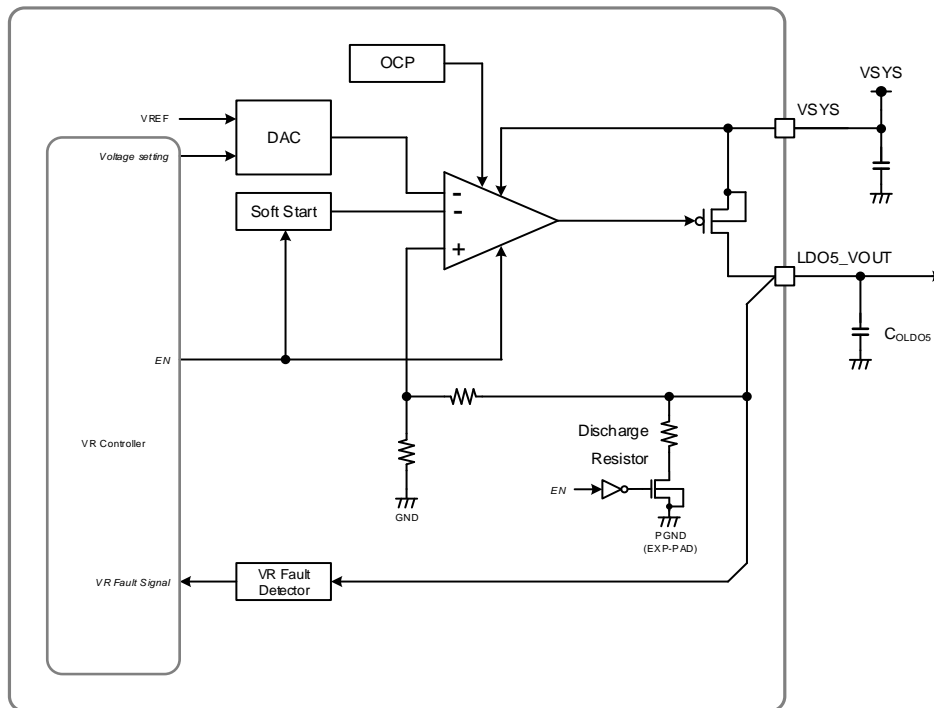 OCP
VSYS
VSYS
VREF
DAC
Voltage setting
-
Soft Start
-
+
LDO5_VOUT
COLDO5
EN
VR Controller
Discharge
Resistor
EN
GND
PGND
(EXP-PAD)
VR Fault Signal
VR Fault
Detector